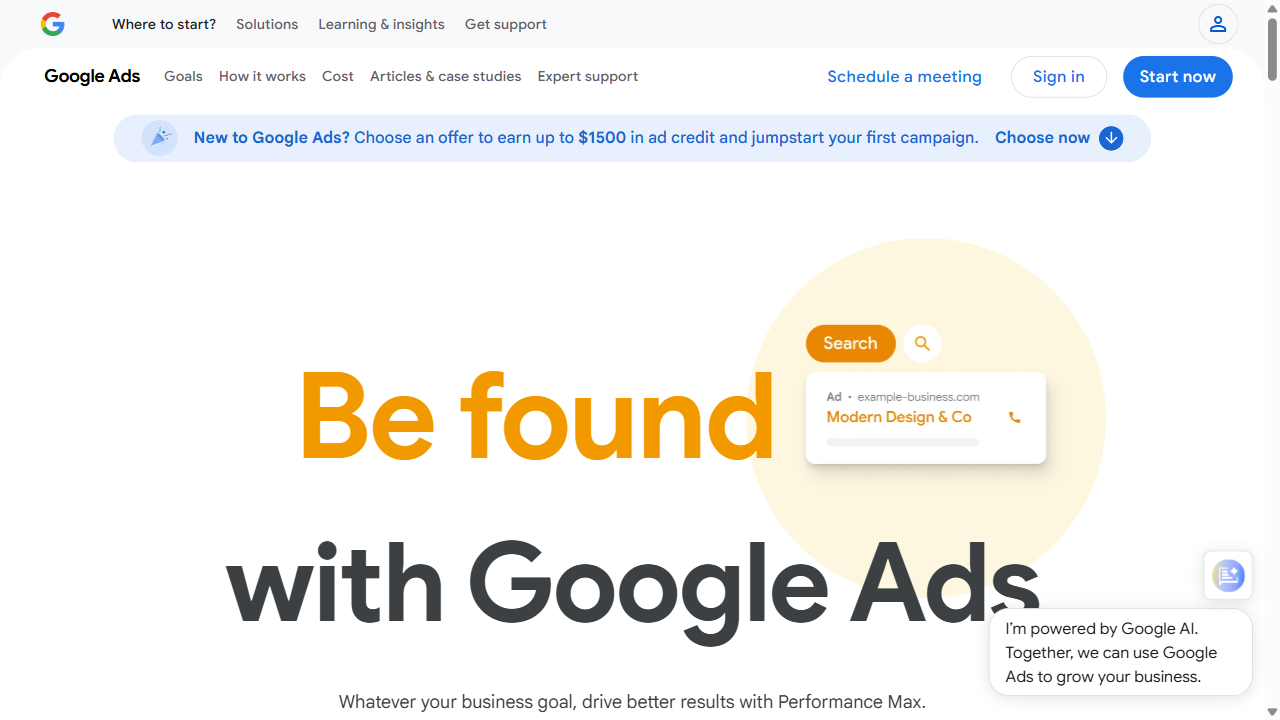 Where to start? Solutions Learning & insights Get support
Google Ads Goals How it works Cost Articles & case studies Expert support Schedule a meeting Sign in Start now
New to Google Ads? Choose an offer to earn up to $1500 in ad credit and jumpstart your first campaign. Choose now
Search
Ad • example-business.com
Modern Design & Co
Be found
with Google Ads
I'm powered by Google AI.
Together, we can use Google
Ads to grow your business.
Whatever your business goal, drive better results with Performance Max.